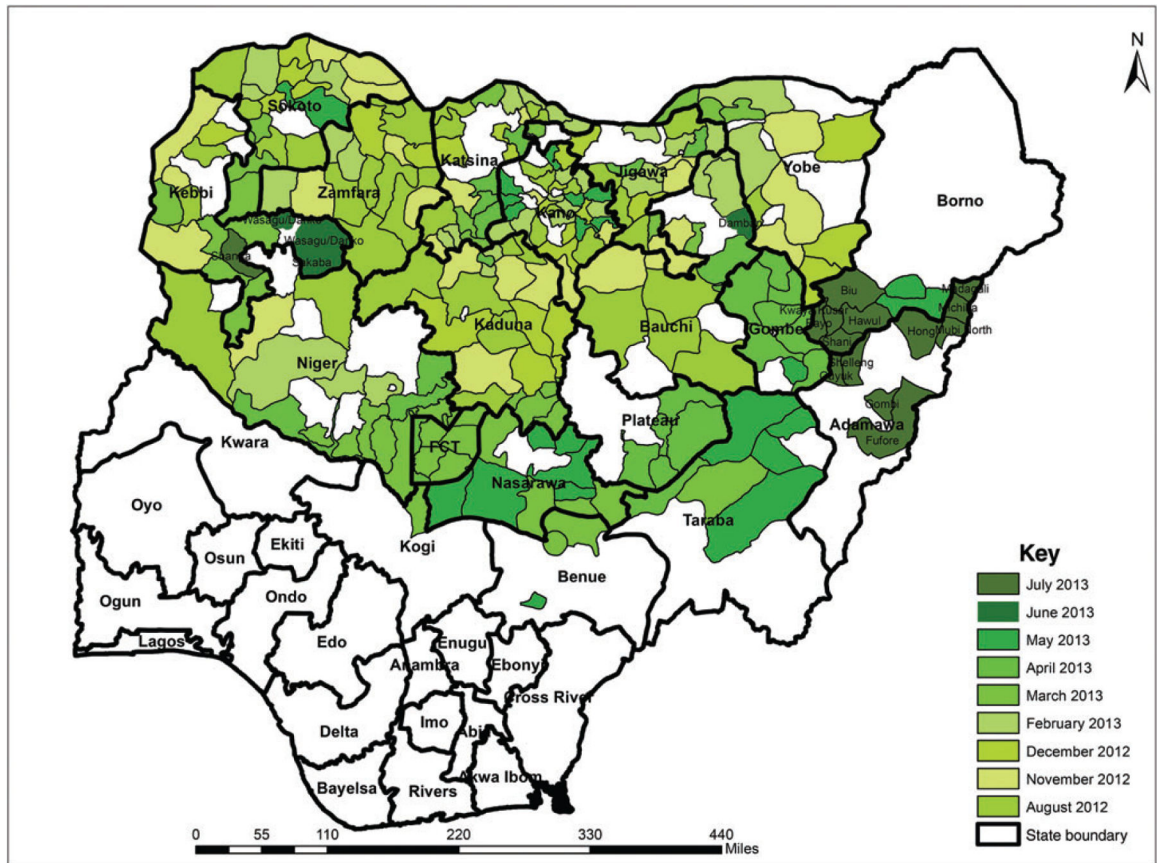 N
Sokoto
Katsina
Jigawa
Yobe
Borno
Kebbi
Zamfara
Kano
Wasagu/Danko
Wasagu/Danko
Shanga
Sakaba
Dambam
Biu
Madagali
Michika
Kwaya Kusar
Bayo
Hawul
Hong
Mubi North
Shani
Kaduna
Bauchi
Gombe
Shelleng
Guyuk
Niger
Gombi
Plateau
Adamawa
Fufore
FCT
Kwara
Nasarawa
Oyo
Taraba
Kogi
Osun
Ekiti
Benue
Ogun
Ondo
Lagos
Edo
Enugu
Anambra
Ebonyi
Cross River
Delta
Imo
Abia
Akwa Ibom
Bayelsa
Rivers
Key
July 2013
June 2013
May 2013
April 2013
March 2013
February 2013
December 2012
November 2012
August 2012
State boundary
0 55 110 220 330 440
Miles